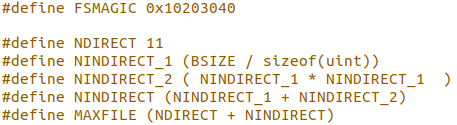 #define FSMAGIC 0x10203040
#define NDIRECT 11
#define NINDIRECT_1 (BSIZE / sizeof(uint))
#define NINDIRECT_2 ( NINDIRECT_1 * NINDIRECT_1  )
#define NINDIRECT (NINDIRECT_1 + NINDIRECT_2)
#define MAXFILE (NDIRECT + NINDIRECT)